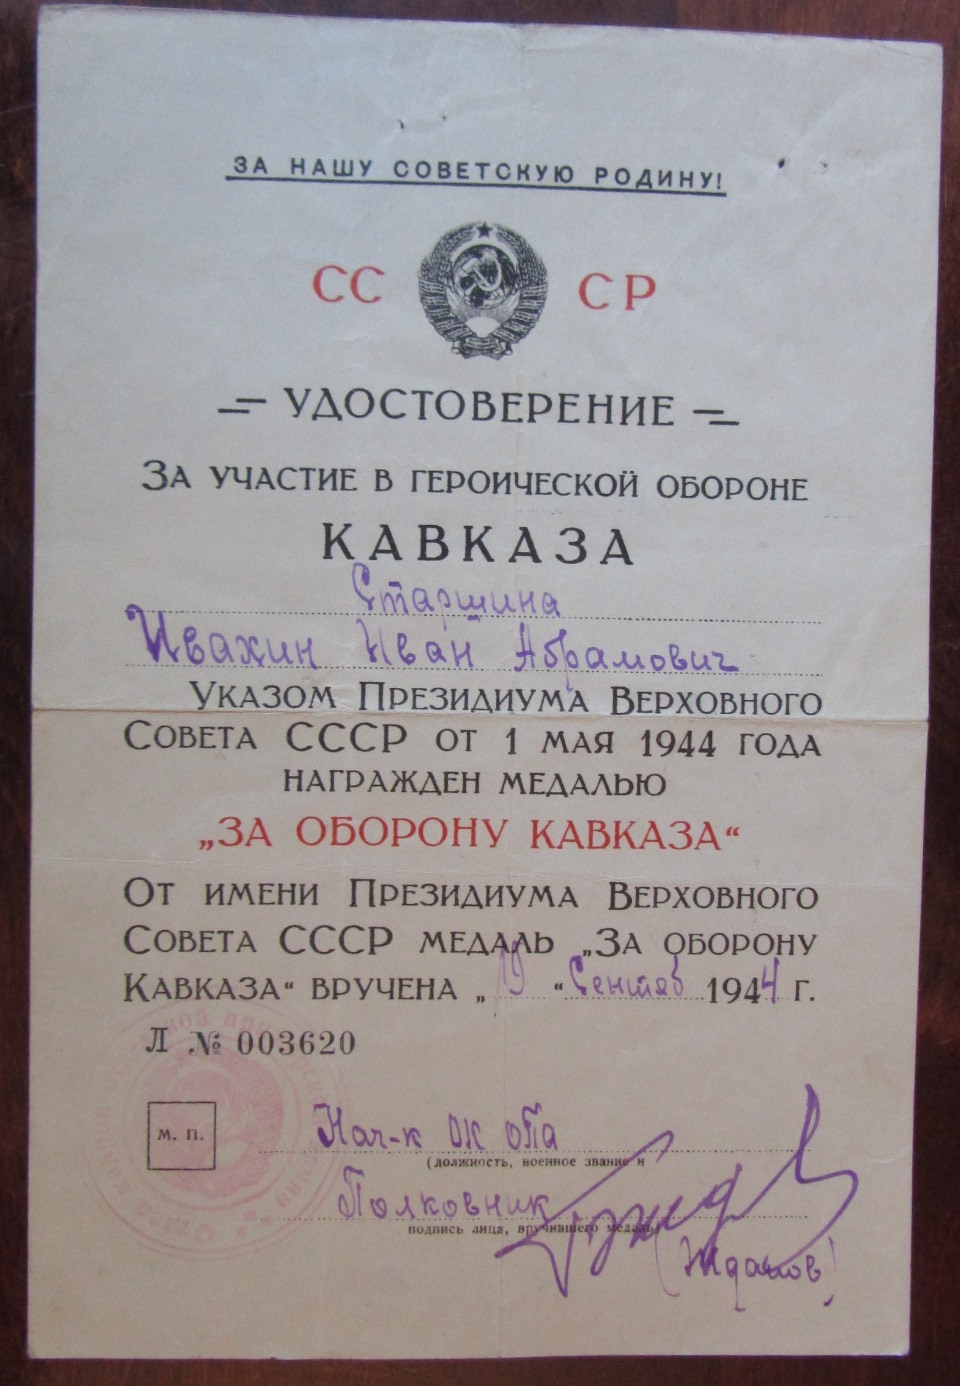 ЗА НАШУ СОВЕТСКУЮ РОДИНУ!
СС СР
УДОСТОВЕРЕНИЕ
ЗА УЧАСТИЕ В ГЕРОИЧЕСКОЙ ОБОРОНЕ
КАВКАЗА
Старшина
Ивахин Иван Абрамович
УКАЗОМ ПРЕЗИДИУМА ВЕРХОВНОГО
СОВЕТА СССР ОТ 1 МАЯ 1944 ГОДА
НАГРАЖДЕН МЕДАЛЬЮ
„ЗА ОБОРОНУ КАВКАЗА“
ОТ ИМЕНИ ПРЕЗИДИУМА ВЕРХОВНОГО
СОВЕТА СССР МЕДАЛЬ „ЗА ОБОРОНУ
КАВКАЗА“ ВРУЧЕНА „19“ Сентяб 1944 Г.
Л № 003620
М. П.
Нач-к ОК
(должность, военное звание и
Полковник
подпись лица, вручившего медаль)
(Жданов)